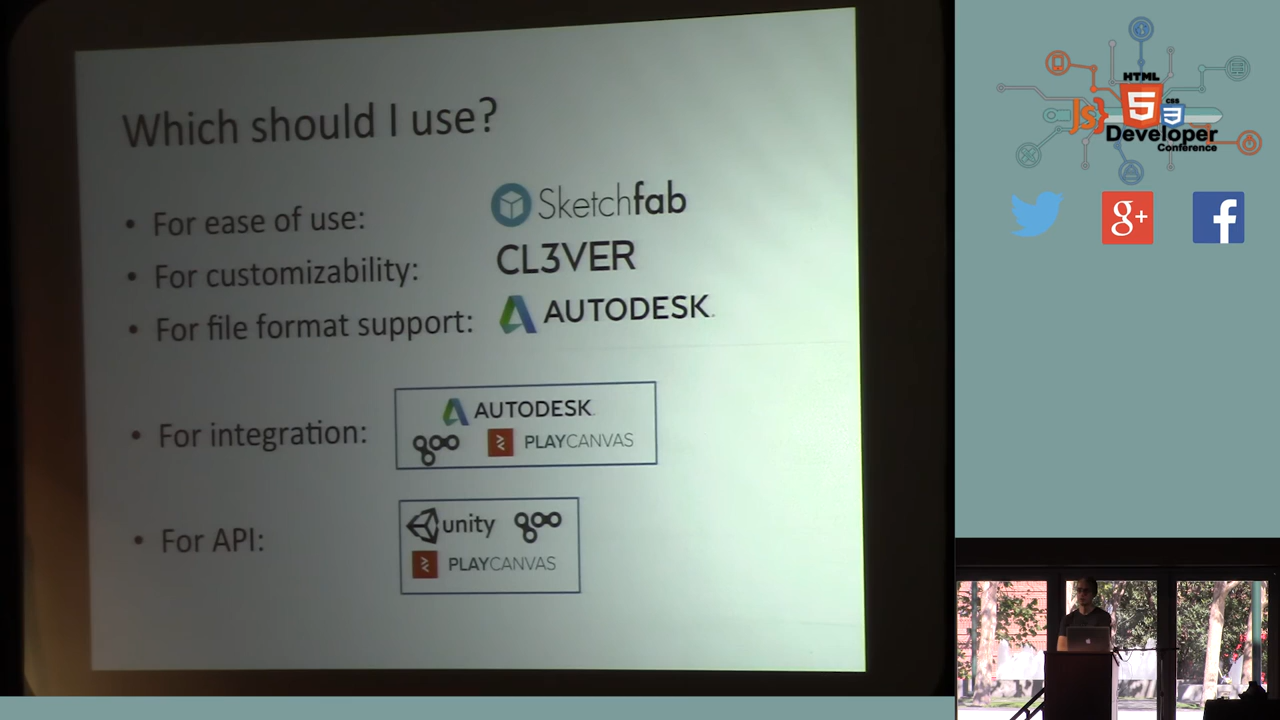 Which should I use?
• For ease of use: Sketchfab
• For customizability: CL3VER
• For file format support: AUTODESK
• For integration: AUTODESK
goo PLAYCANVAS
• For API: unity goo
PLAYCANVAS
HTML
5
CSS
3
JS}
Developer
Conference
g+
f